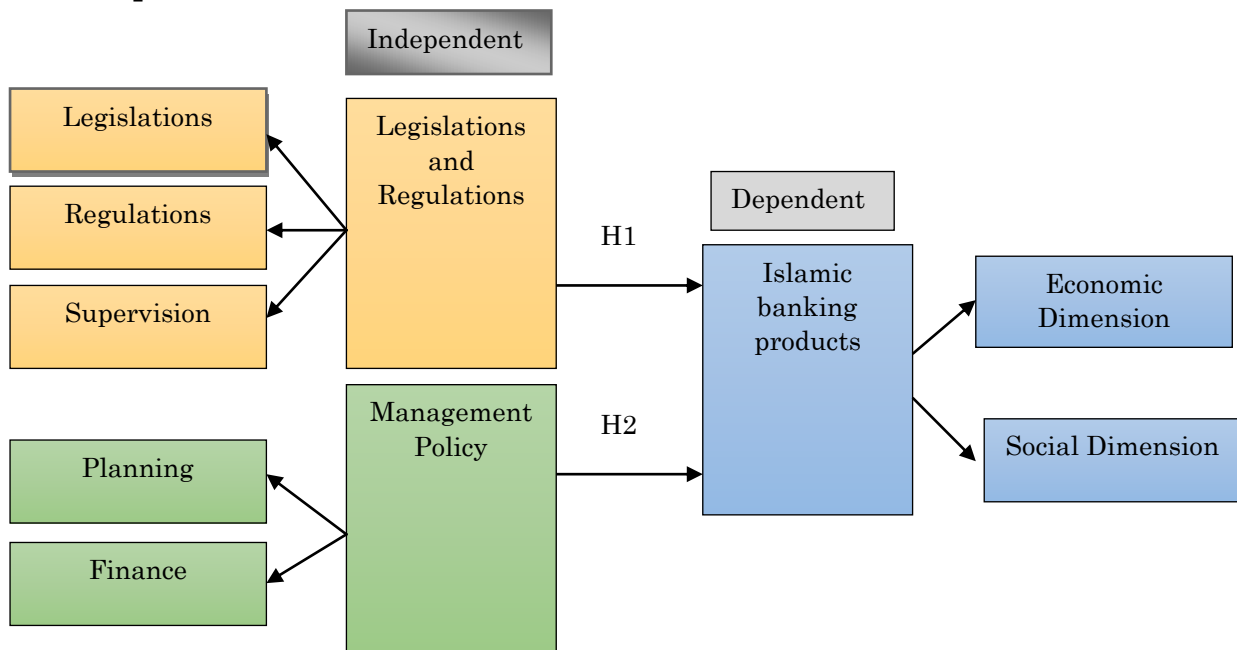 Independent
Legislations
Regulations
Supervision
Legislations
and
Regulations
H1
Dependent
Islamic
banking
products
Economic
Dimension
Social Dimension
Management
Policy
H2
Planning
Finance